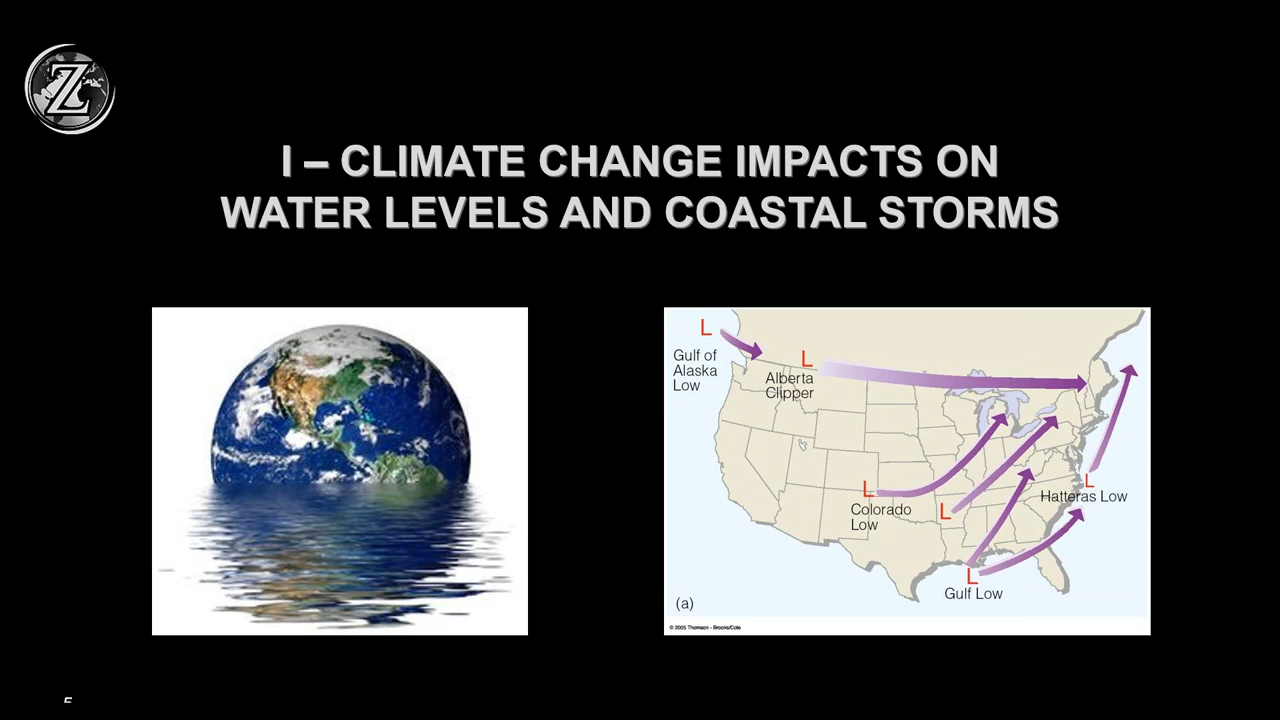 Z
I – CLIMATE CHANGE IMPACTS ON
WATER LEVELS AND COASTAL STORMS
L
Gulf of
Alaska
Low
L
Alberta
Clipper
L
Colorado
Low
L
L
Hatteras Low
L
Gulf Low
(a)
© 2005 Thomson - Brooks/Cole